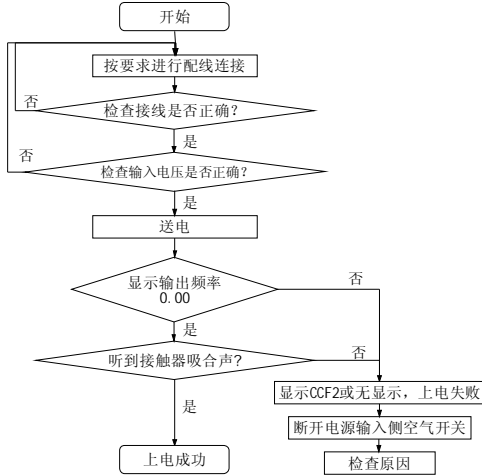 开始
按要求进行配线连接
否
检查接线是否正确?
是
否
检查输入电压是否正确?
是
送电
显示输出频率
0.00
否
是
听到接触器吸合声?
否
是
显示CCF2或无显示, 上电失败
断开电源输入侧空气开关
上电成功
检查原因